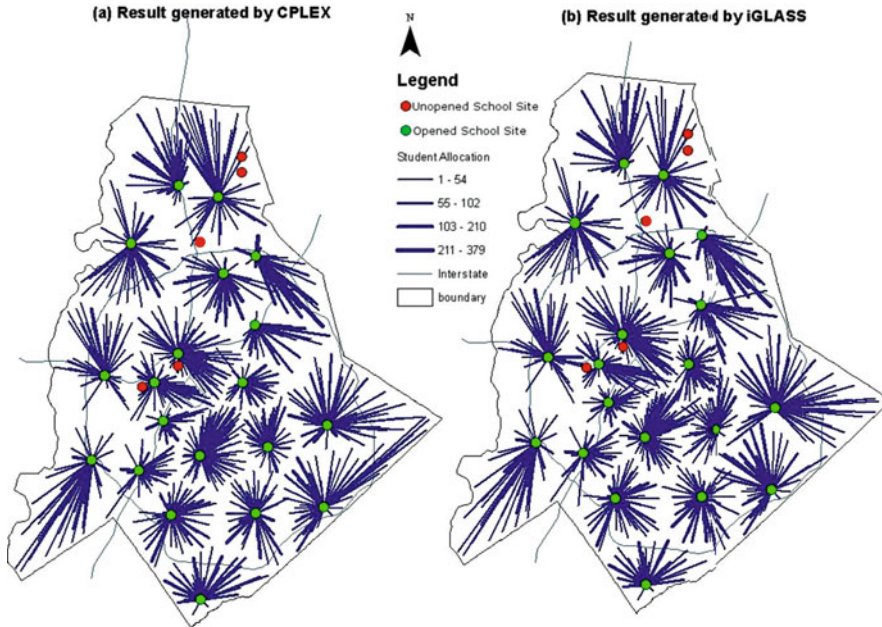 (a) Result generated by CPLEX
N
(b) Result generated by iGLASS
Legend
Unopened School Site
Opened School Site
Student Allocation
1 - 54
55 - 102
103 - 210
211 - 379
Interstate
boundary